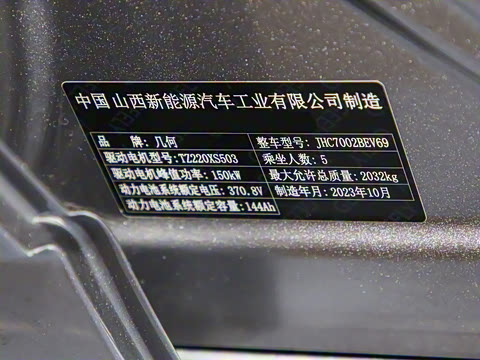 中国 山西新能源汽车工业有限公司制造
品 牌: 几何 整车型号: JHC7002BEV69
驱动电机型号: TZ220XS503 乘坐人数: 5
驱动电机峰值功率: 150kW 最大允许总质量: 2032kg
动力电池系统额定电压: 370.8V 制造年月: 2023年10月
动力电池系统额定容量: 144Ah